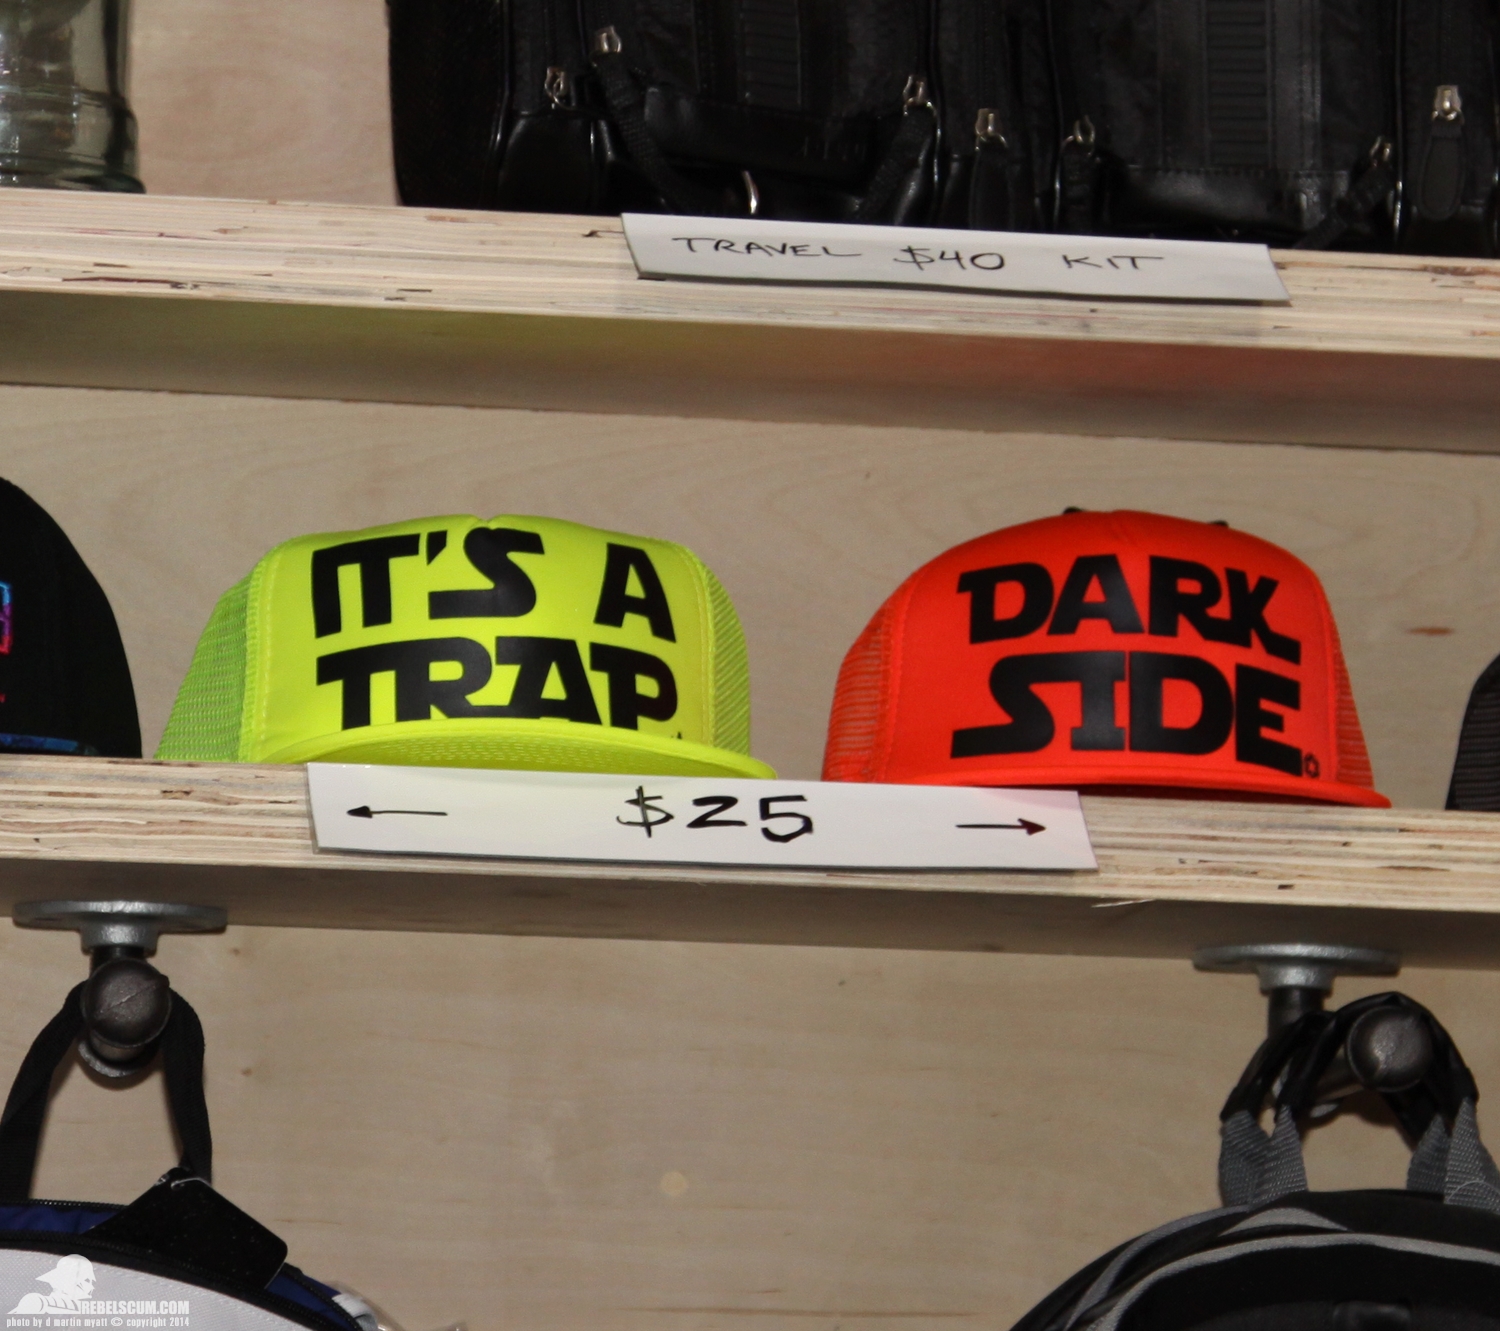 TRAVEL $40 KIT
IT'S A
TRAP
DARK
SIDE
← $25 →
REBELSCUM.COM
photo by d martin myatt © copyright 2014